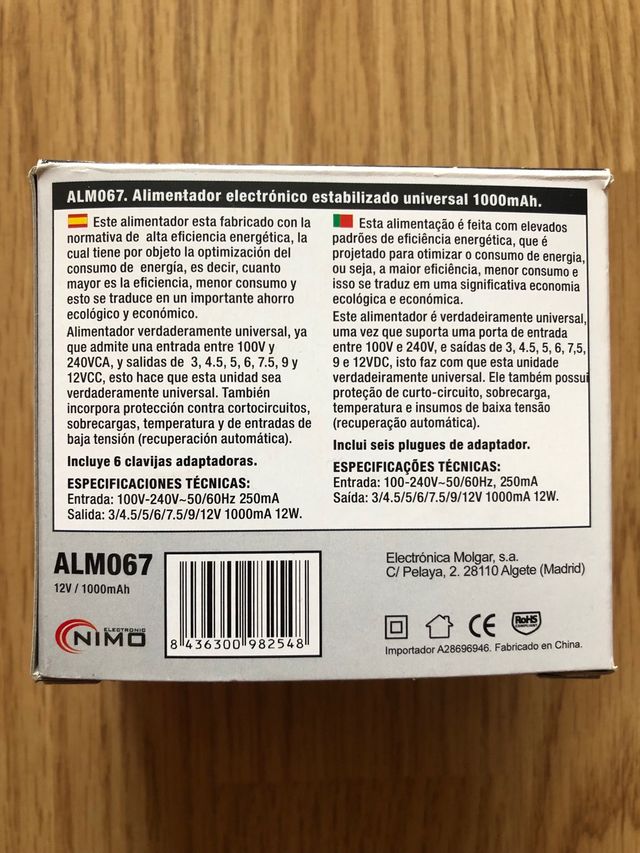 ALM067. Alimentador electrónico estabilizado universal 1000mAh.
Este alimentador esta fabricado con la
normativa de alta eficiencia energética, la
cual tiene por objeto la optimización del
consumo de energía, es decir, cuanto
mayor es la eficiencia, menor consumo y
esto se traduce en un importante ahorro
ecológico y económico.
Alimentador verdaderamente universal, ya
que admite una entrada entre 100V y
240VCA, y salidas de 3, 4.5, 5, 6, 7.5, 9 y
12VCC, esto hace que esta unidad sea
verdaderamente universal. También
incorpora protección contra cortocircuitos,
sobrecargas, temperatura y de entradas de
baja tensión (recuperación automática).
Incluye 6 clavijas adaptadoras.
ESPECIFICACIONES TÉCNICAS:
Entrada: 100V-240V~50/60Hz 250mA
Salida: 3/4.5/5/6/7.5/9/12V 1000mA 12W.
Esta alimentação é feita com elevados
padrões de eficiência energética, que é
projetado para otimizar o consumo de energia,
ou seja, a maior eficiência, menor consumo e
isso se traduz em uma significativa economia
ecológica e económica.
Este alimentador é verdadeiramente universal,
uma vez que suporta uma porta de entrada
entre 100V e 240V, e saídas de 3, 4.5, 5, 6, 7,5,
9 e 12VDC, isto faz com que esta unidade
verdadeiramente universal. Ele também possui
proteção de curto-circuito, sobrecarga,
temperatura e insumos de baixa tensão
(recuperação automática).
Inclui seis plugues de adaptador.
ESPECIFICAÇÕES TÉCNICAS:
Entrada: 100-240V~50/60Hz, 250mA
Saída: 3/4.5/5/6/7.5/9/12V 1000mA 12W.
ALM067
12V / 1000mAh
ELECTRONIC
NIMO
8 436300 982548
Electrónica Molgar, s.a.
C/ Pelaya, 2. 28110 Algete (Madrid)
CE
RoHS
COMPLIANT
Importador A28696946. Fabricado en China.